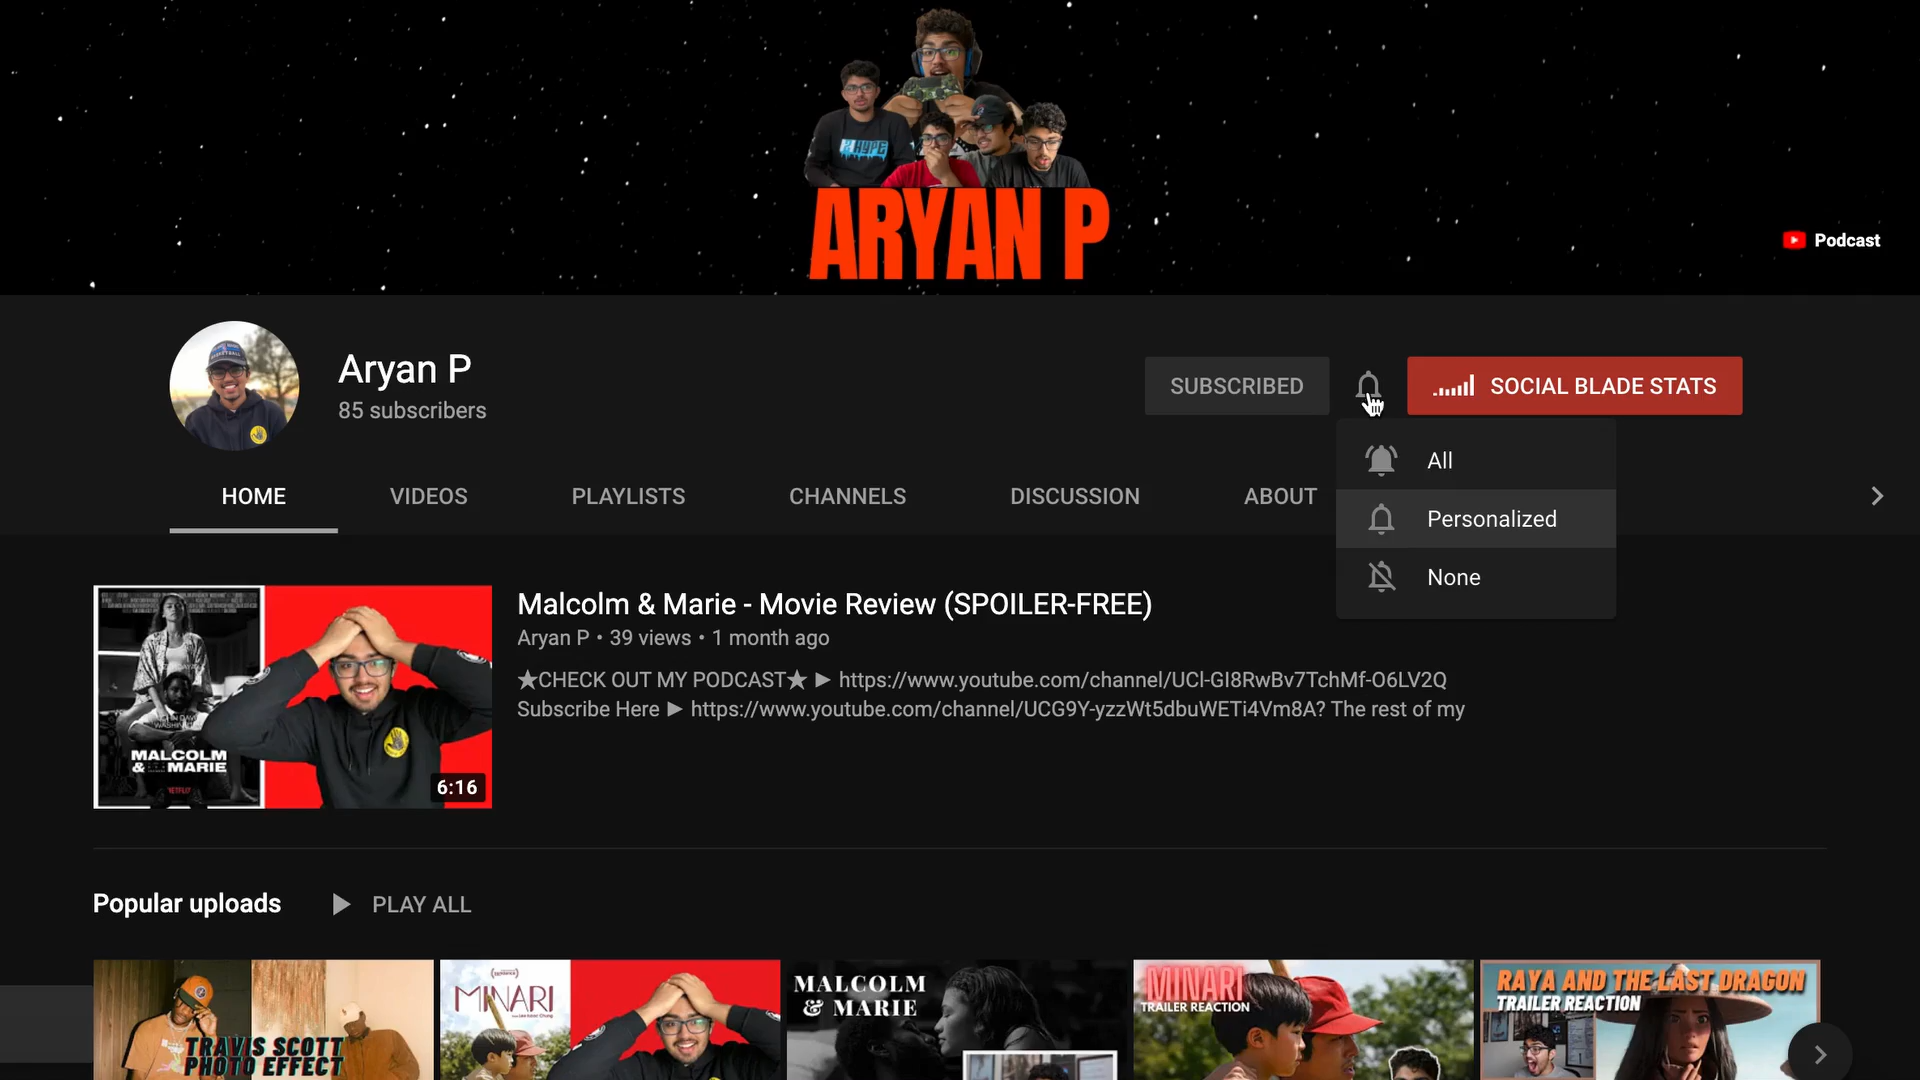 HYPE
ARYAN P
Podcast
Aryan P
85 subscribers
SUBSCRIBED
SOCIAL BLADE STATS
All
Personalized
None
HOME
VIDEOS
PLAYLISTS
CHANNELS
DISCUSSION
ABOUT
MALCOLM
& MARIE
NETFLIX
6:16
Malcolm & Marie - Movie Review (SPOILER-FREE)
Aryan P • 39 views • 1 month ago
★CHECK OUT MY PODCAST★ ► https://www.youtube.com/channel/UCl-GI8RwBv7TchMf-O6LV2Q
Subscribe Here ► https://www.youtube.com/channel/UCG9Y-yzzWt5dbuWETi4Vm8A? The rest of my
Popular uploads
PLAY ALL
TRAVIS SCOTT
PHOTO EFFECT
MINARI
MALCOLM
& MARIE
MINARI
TRAILER REACTION
RAYA AND THE LAST DRAGON
TRAILER REACTION